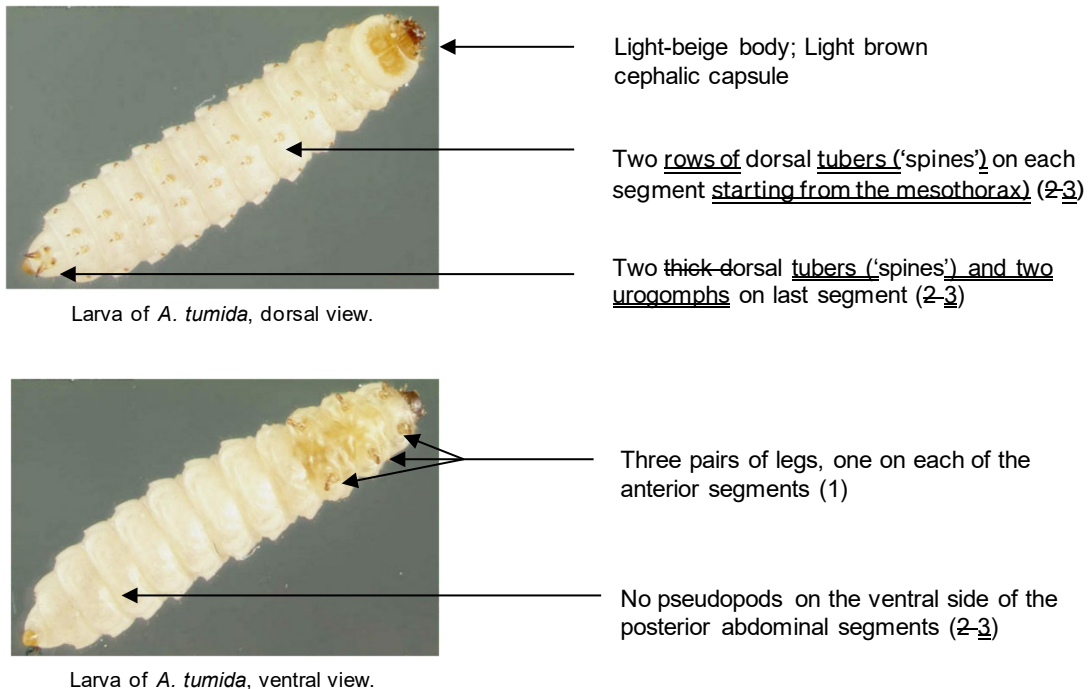 Light-beige body; Light brown
cephalic capsule
Two rows of dorsal tubers (‘spines’) on each
segment starting from the mesothorax) (2 3)
Two thick dorsal tubers (‘spines’) and two
urogomphs on last segment (2 3)
Larva of A. tumida, dorsal view.
Three pairs of legs, one on each of the
anterior segments (1)
No pseudopods on the ventral side of the
posterior abdominal segments (2 3)
Larva of A. tumida, ventral view.